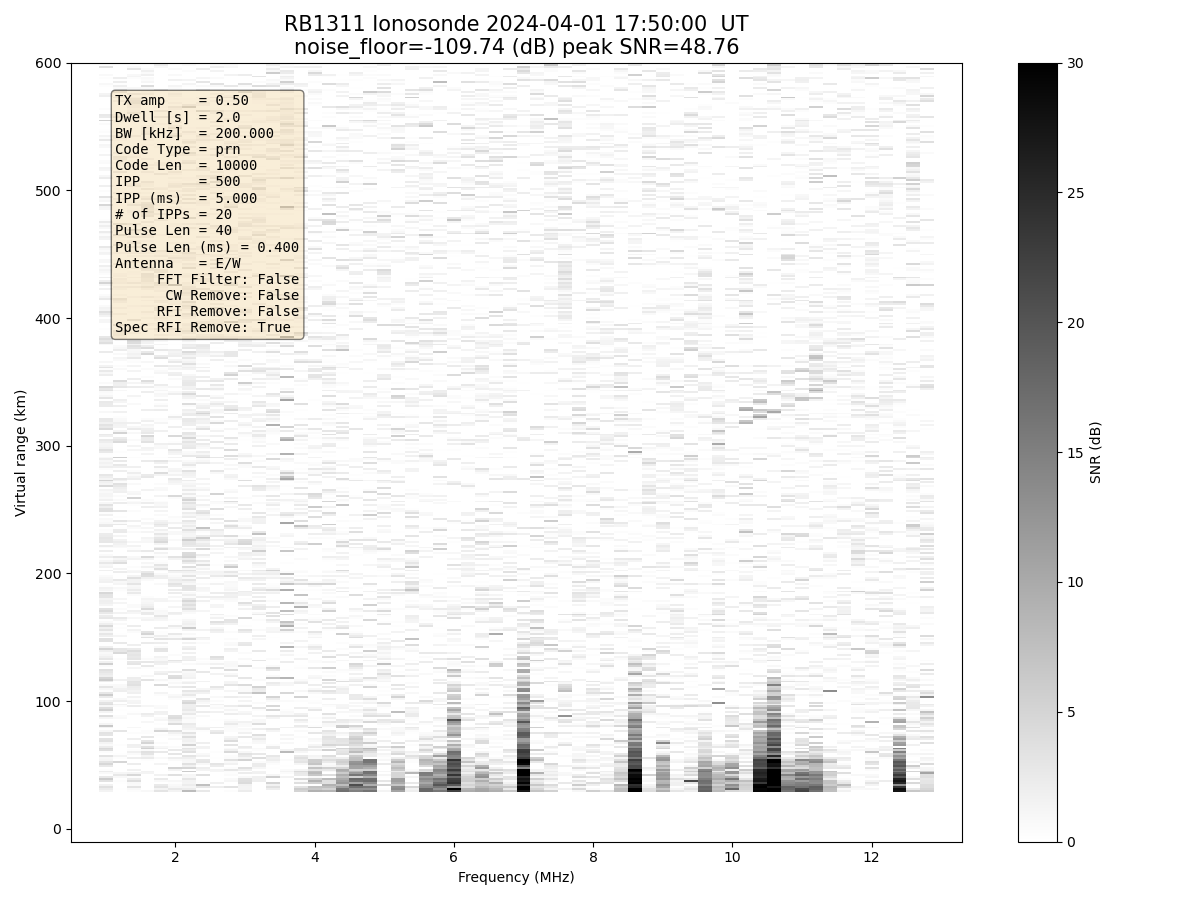 RB1311 Ionosonde 2024-04-01 17:50:00  UT
noise_floor=-109.74 (dB) peak SNR=48.76
TX amp    = 0.50
Dwell [s] = 2.0
BW [kHz]  = 200.000
Code Type = prn
Code Len  = 10000
IPP       = 500
IPP (ms)  = 5.000
# of IPPs = 20
Pulse Len = 40
Pulse Len (ms) = 0.400
Antenna   = E/W
FFT Filter: False
CW Remove: False
RFI Remove: False
Spec RFI Remove: True
600
500
400
300
200
100
0
Virtual range (km)
2 4 6 8 10 12
Frequency (MHz)
30
25
20
15
10
5
0
SNR (dB)